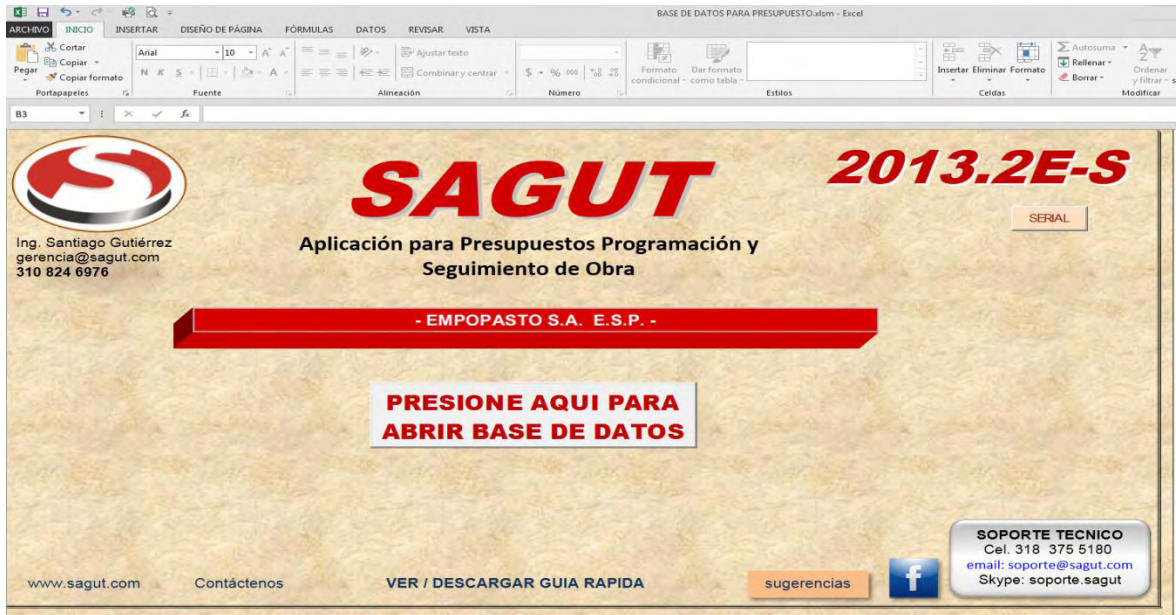 BASE DE DATOS PARA PRESUPUESTO.xlsm - Excel
ARCHIVO INICIO INSERTAR DISEÑO DE PÁGINA FÓRMULAS DATOS REVISAR VISTA
Pegar
Cortar
Copiar
Copiar formato
Portapapeles
Arial 10
N K S
Fuente
Ajustar texto
Combinar y centrar
Alineación
$ % 000
Número
Formato condicional
Dar formato como tabla
Estilos
Insertar Eliminar Formato
Celdas
Autosuma
Rellenar
Borrar
Ordenar y filtrar
Modificar
B3 fx
SAGUT
2013.2E-S
SERIAL
Ing. Santiago Gutiérrez
gerencia@sagut.com
310 824 6976
Aplicación para Presupuestos Programación y
Seguimiento de Obra
- EMPOPASTO S.A. E.S.P. -
PRESIONE AQUI PARA
ABRIR BASE DE DATOS
SOPORTE TECNICO
Cel. 318 375 5180
email: soporte@sagut.com
Skype: soporte.sagut
www.sagut.com Contáctenos VER / DESCARGAR GUIA RAPIDA sugerencias f